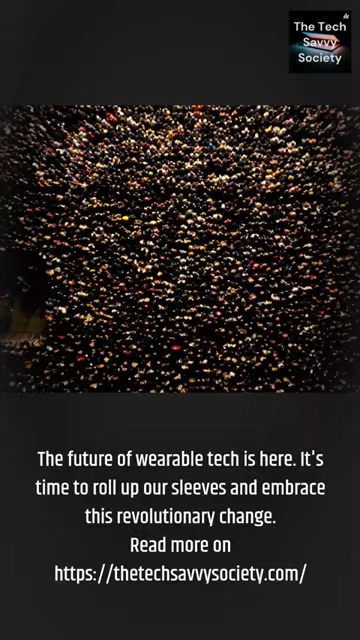 The Tech
Savvy
Society
The future of wearable tech is here. It's
time to roll up our sleeves and embrace
this revolutionary change.
Read more on
https://thetechsavvysociety.com/